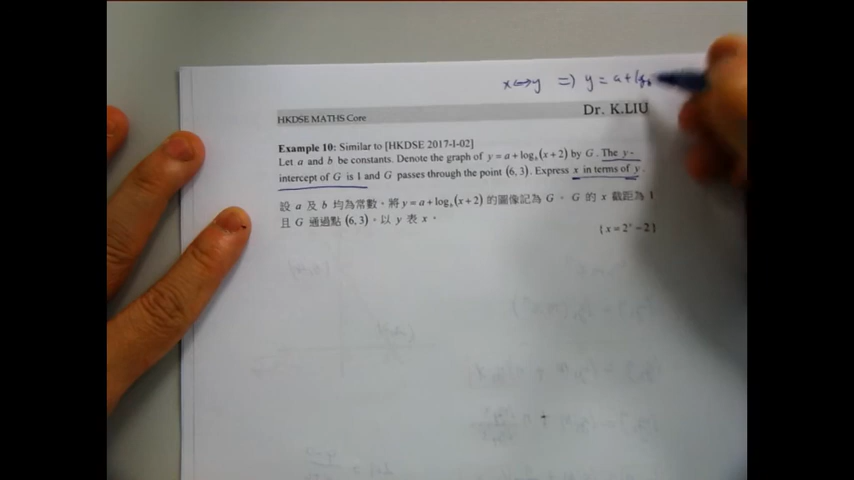 x⟷y ⇒ y = a + log_b
HKDSE MATHS Core
Dr. K.LIU
Example 10: Similar to [HKDSE 2017-I-02]
Let a and b be constants. Denote the graph of y = a + log_b(x + 2) by G. The y-
intercept of G is 1 and G passes through the point (6, 3). Express x in terms of y.
設 a 及 b 均為常數。將 y = a + log_b(x + 2) 的圖像記為 G。G 的 x 截距為 1
且 G 通過點 (6, 3)。以 y 表 x。